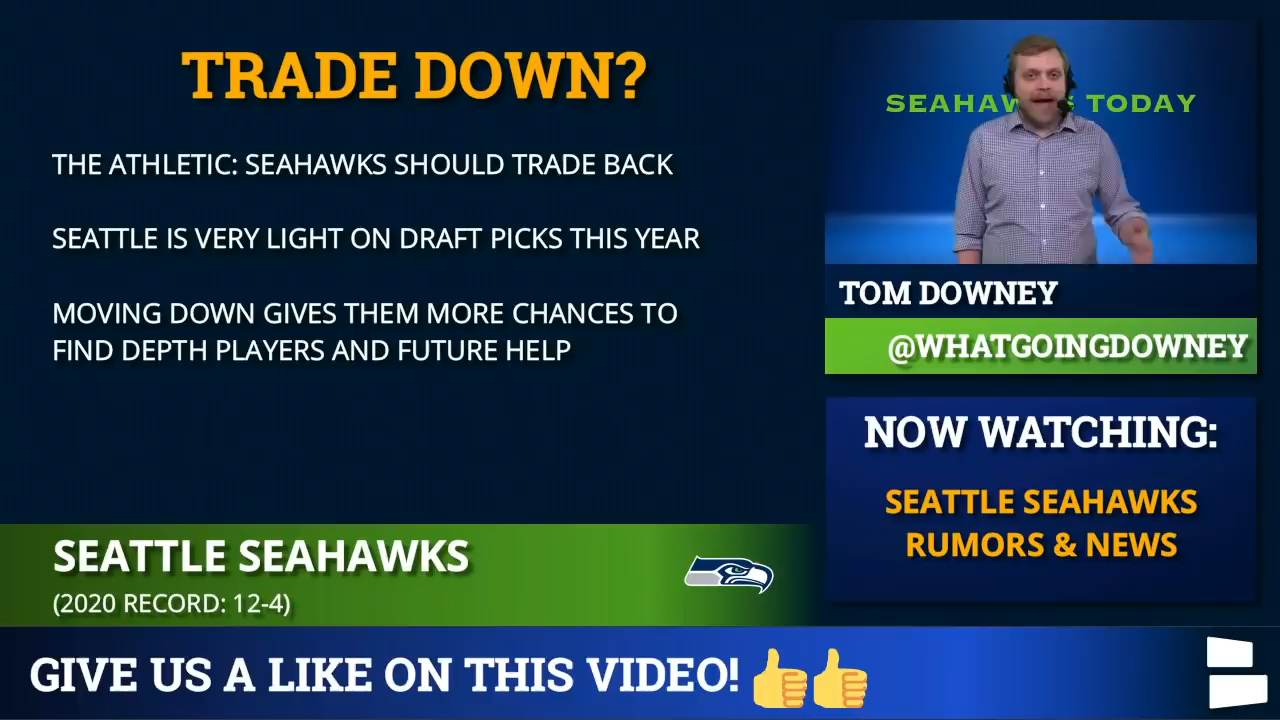 TRADE DOWN?
THE ATHLETIC: SEAHAWKS SHOULD TRADE BACK
SEATTLE IS VERY LIGHT ON DRAFT PICKS THIS YEAR
MOVING DOWN GIVES THEM MORE CHANCES TO
FIND DEPTH PLAYERS AND FUTURE HELP
SEATTLE SEAHAWKS
(2020 RECORD: 12-4)
GIVE US A LIKE ON THIS VIDEO!
TODAY
TOM DOWNEY
@WHATGOINGDOWNEY
NOW WATCHING:
SEATTLE SEAHAWKS
RUMORS & NEWS